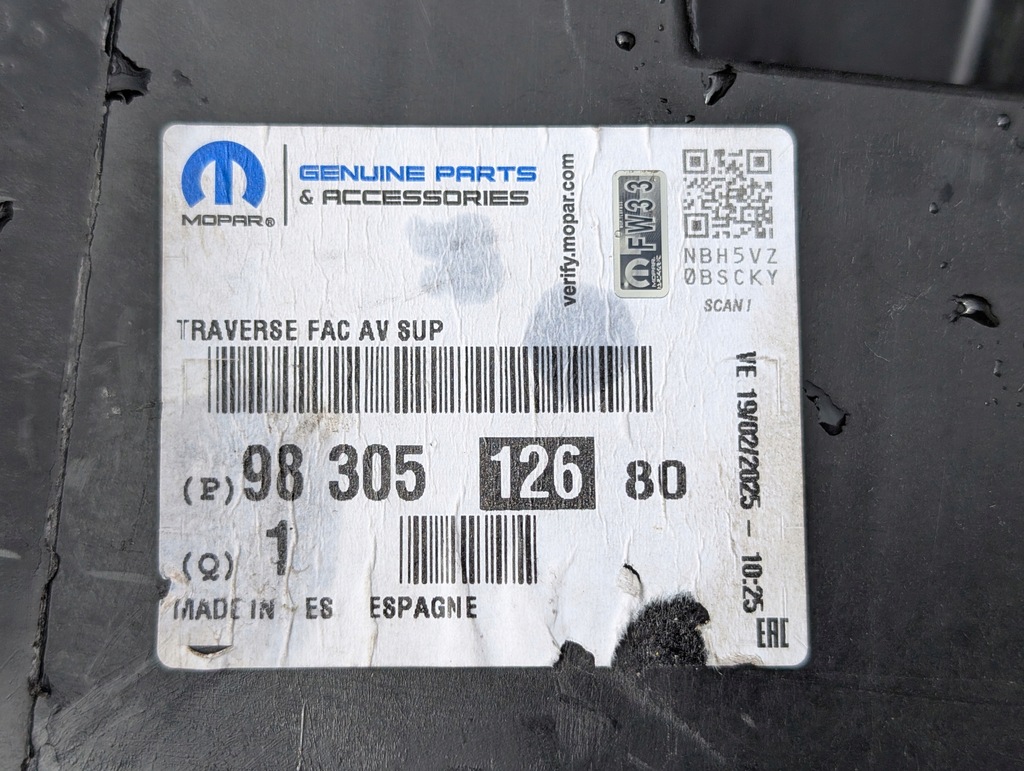 MOPAR®
GENUINE PARTS
& ACCESSORIES
verify.mopar.com
FW33
NBH5VZ
0BSCKY
SCAN!
TRAVERSE FAC AV SUP
(P) 98 305 126 80
(Q) 1
MADE IN ES ESPAGNE
VE 19/02/2025 - 10:25
EAC